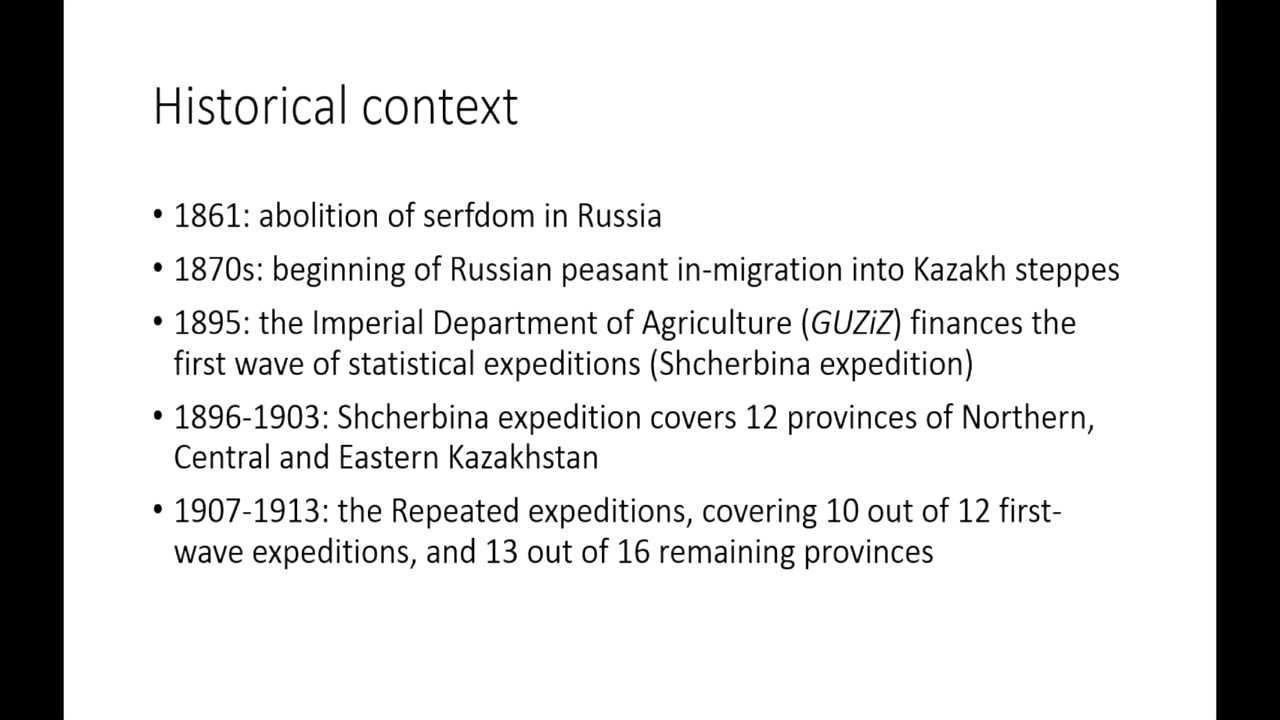 Historical context
• 1861: abolition of serfdom in Russia
• 1870s: beginning of Russian peasant in-migration into Kazakh steppes
• 1895: the Imperial Department of Agriculture (GUZiZ) finances the
first wave of statistical expeditions (Shcherbina expedition)
• 1896-1903: Shcherbina expedition covers 12 provinces of Northern,
Central and Eastern Kazakhstan
• 1907-1913: the Repeated expeditions, covering 10 out of 12 first-
wave expeditions, and 13 out of 16 remaining provinces